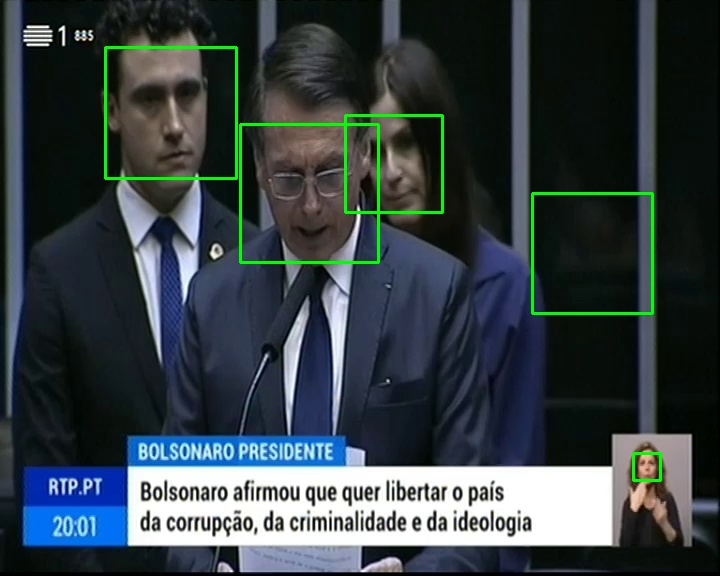 1 885
BOLSONARO PRESIDENTE
RTP.PT
Bolsonaro afirmou que quer libertar o país
da corrupção, da criminalidade e da ideologia
20:01